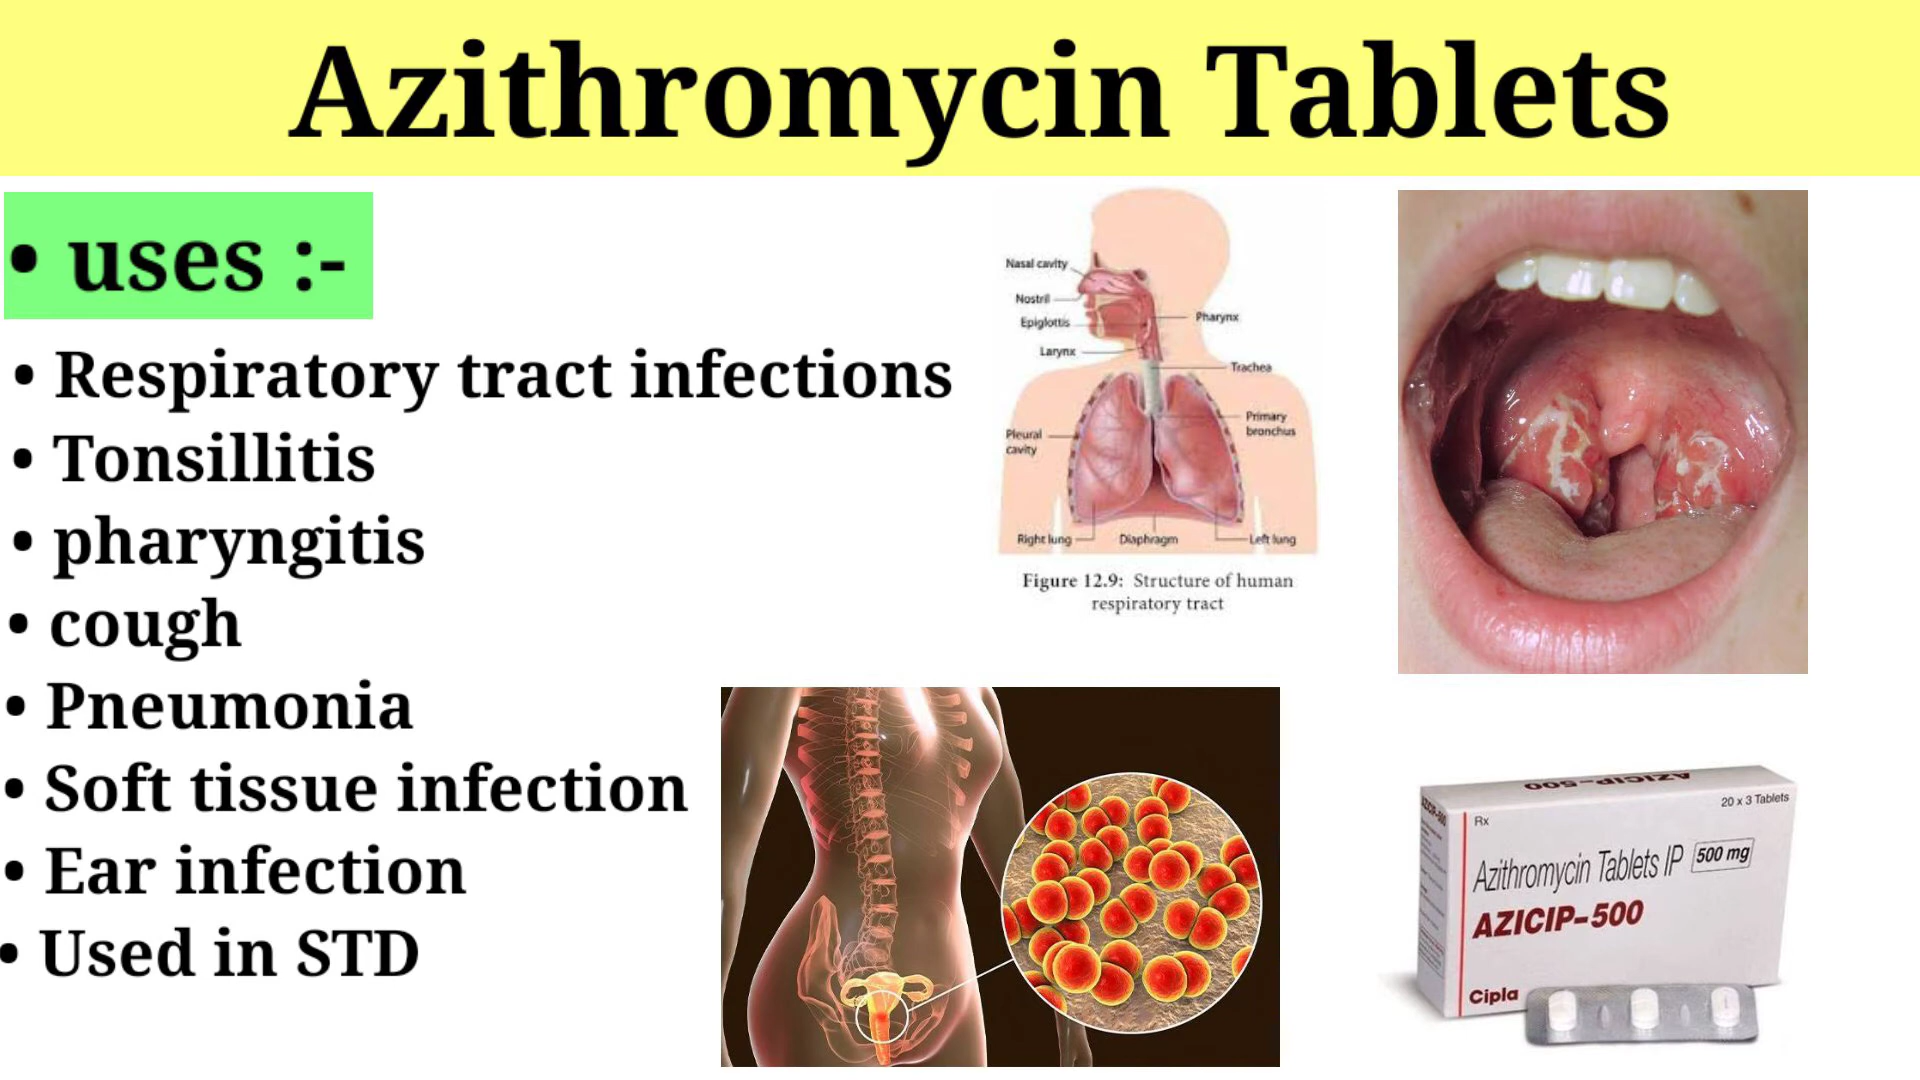 Azithromycin Tablets
• uses :-
• Respiratory tract infections
• Tonsillitis
• pharyngitis
• cough
• Pneumonia
• Soft tissue infection
• Ear infection
• Used in STD
Nasal cavity
Nostril
Epiglottis
Larynx
Pharynx
Trachea
Primary
bronchus
Pleural
cavity
Right lung
Diaphragm
Left lung
Figure 12.9: Structure of human
respiratory tract
AZICIP-500
20 x 3 Tablets
Rx
Azithromycin Tablets IP 500 mg
AZICIP-500
Cipla